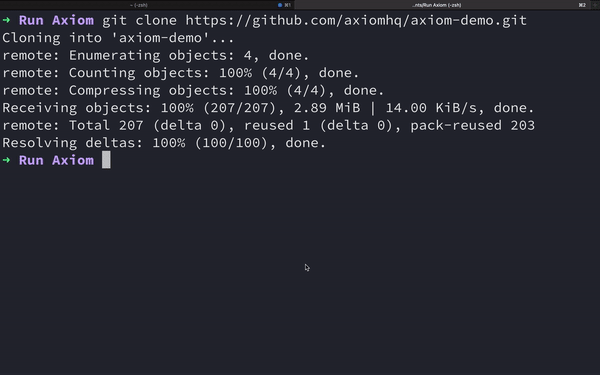 ~ (-zsh) ⌘1 ..nts/Run Axiom (-zsh) ⌘2
➜ Run Axiom git clone https://github.com/axiomhq/axiom-demo.git
Cloning into 'axiom-demo'...
remote: Enumerating objects: 4, done.
remote: Counting objects: 100% (4/4), done.
remote: Compressing objects: 100% (4/4), done.
Receiving objects: 100% (207/207), 2.89 MiB | 14.00 KiB/s, done.
remote: Total 207 (delta 0), reused 1 (delta 0), pack-reused 203
Resolving deltas: 100% (100/100), done.
➜ Run Axiom